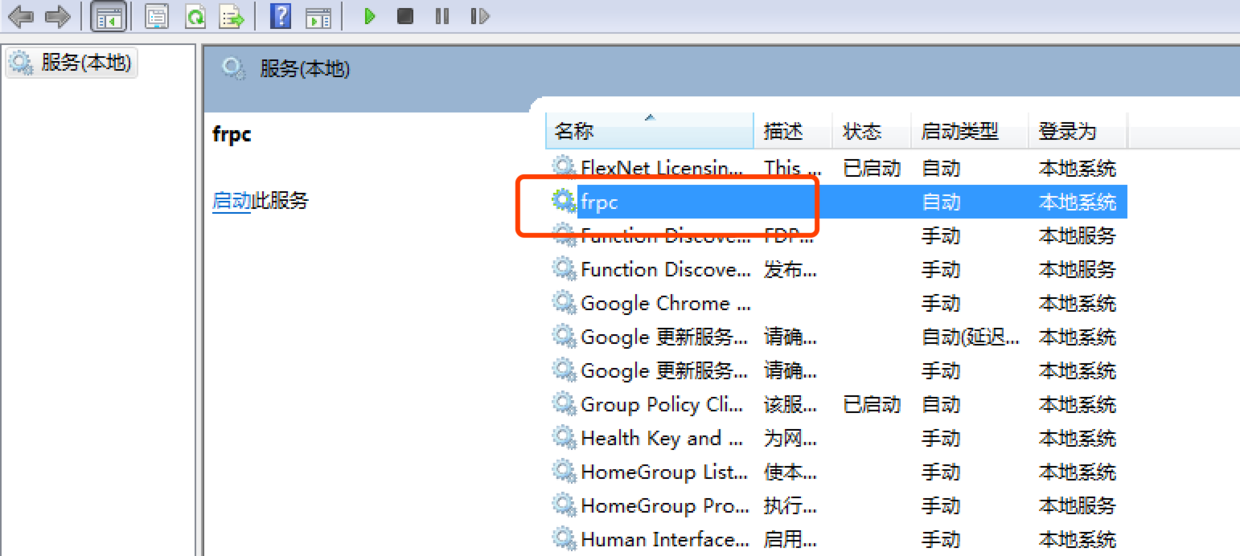 服务(本地)
服务(本地)
frpc
启动此服务
名称 描述 状态 启动类型 登录为
FlexNet Licensin... This ... 已启动 自动 本地系统
frpc 自动 本地系统
Function Discove... FDP... 手动 本地服务
Function Discove... 发布... 手动 本地服务
Google Chrome ... 手动 本地系统
Google 更新服务... 请确... 自动(延迟... 本地系统
Google 更新服务... 请确... 手动 本地系统
Group Policy Cli... 该服... 已启动 自动 本地系统
Health Key and ... 为网... 手动 本地系统
HomeGroup List... 使本... 手动 本地系统
HomeGroup Pro... 执行... 手动 本地服务
Human Interface... 启用... 手动 本地系统